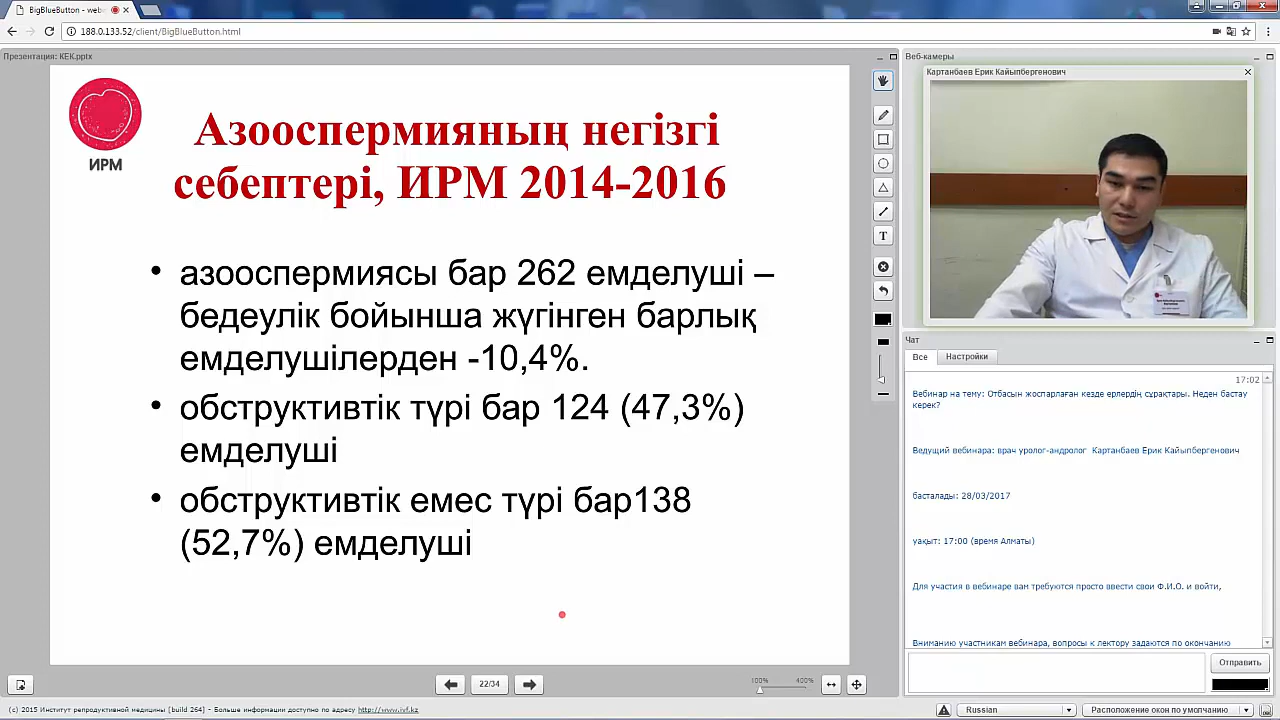 BigBlueButton - webi
188.0.133.52/client/BigBlueButton.html
Презентация: КЕК.pptx
ИРМ
Азооспермияның негізгі
себептері, ИРМ 2014-2016
• азооспермиясы бар 262 емделуші –
бедеулік бойынша жүгінген барлық
емделушілерден -10,4%.
• обструктивтік түрі бар 124 (47,3%)
емделуші
• обструктивтік емес түрі бар138
(52,7%) емделуші
T
22/34
100%
400%
Веб-камеры
Картанбаев Ерик Кайыпбергенович
Чат
Все
Настройки
17:02
Вебинар на тему: Отбасын жоспарлаған кезде ерлердің сұрақтары. Неден бастау
керек?
Ведущий вебинара: врач уролог-андролог Картанбаев Ерик Кайыпбергенович
басталады: 28/03/2017
уақыт: 17:00 (время Алматы)
Для участия в вебинаре вам требуются просто ввести свои Ф.И.О. и войти,
Вниманию участникам вебинара, вопросы к лектору задаются по окончанию
Отправить
(c) 2015 Институт репродуктивной медицины [build 264] - Больше информации доступно по адресу http://www.ivf.kz
Russian
Расположение окон по умолчанию